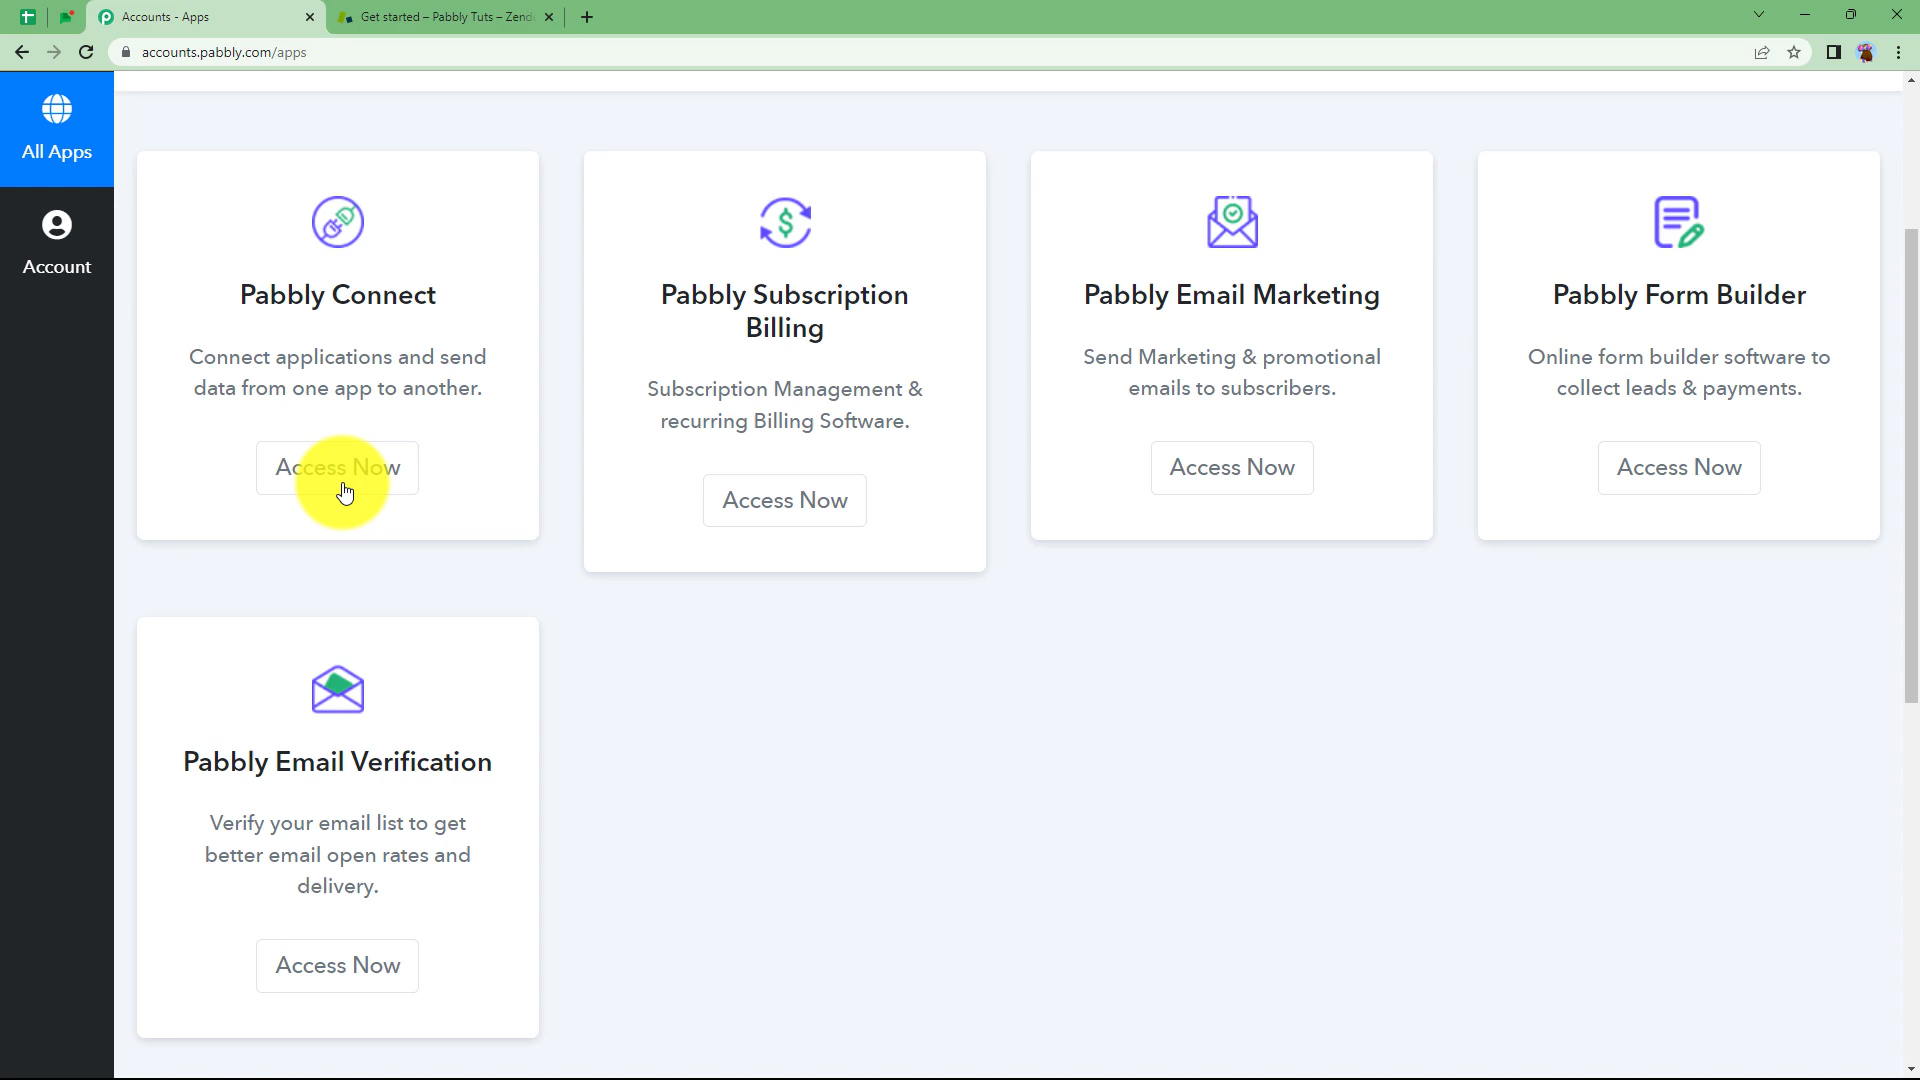 Accounts - Apps
Get started – Pabbly Tuts – Zend
accounts.pabbly.com/apps
All Apps
Account
Pabbly Connect
Connect applications and send
data from one app to another.
Access Now
Pabbly Subscription
Billing
Subscription Management &
recurring Billing Software.
Access Now
Pabbly Email Marketing
Send Marketing & promotional
emails to subscribers.
Access Now
Pabbly Form Builder
Online form builder software to
collect leads & payments.
Access Now
Pabbly Email Verification
Verify your email list to get
better email open rates and
delivery.
Access Now